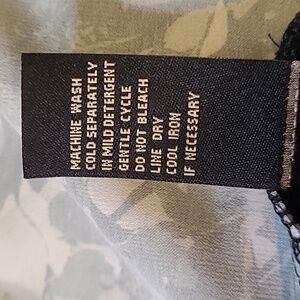 MACHINE WASH
COLD SEPARATELY
IN MILD DETERGENT
GENTLE CYCLE
DO NOT BLEACH
LINE DRY
COOL IRON
IF NECESSARY